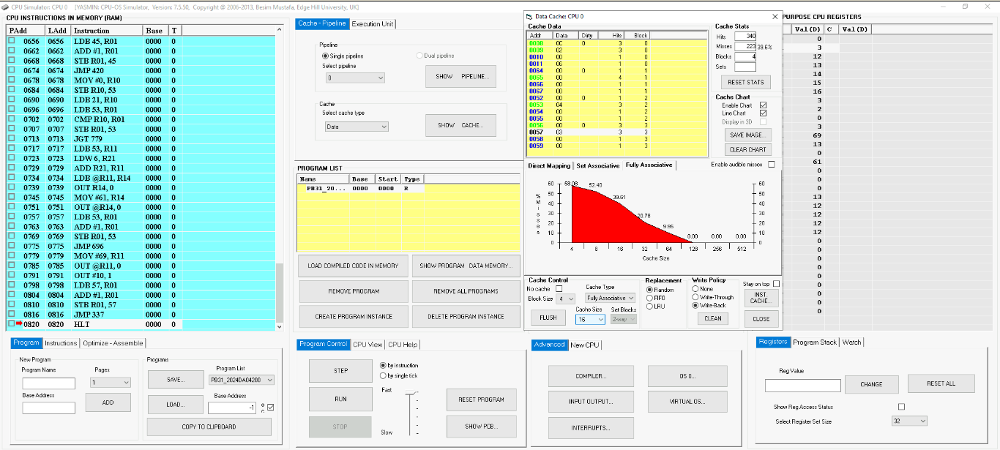 CPU Simulator: CPU 0 [YASMIN: CPU-OS Simulator, Version: 7.5.50, Copyright @ 2006-2013, Besim Mustafa, Edge Hill University, UK]
CPU INSTRUCTIONS IN MEMORY (RAM)
PAdd LAdd Instruction Base T
0656 0656 LDB 45, R01 0000 0
0662 0662 ADD #1, R01 0000 0
0668 0668 STB R01, 45 0000 0
0674 0674 JMP 420 0000 0
0678 0678 MOV #0, R10 0000 0
0684 0684 STB R10, 53 0000 0
0690 0690 LDB 21, R10 0000 0
0696 0696 LDB 53, R01 0000 0
0702 0702 CMP R10, R01 0000 0
0707 0707 STB R01, 53 0000 0
0713 0713 JGT 779 0000 0
0717 0717 LDB 53, R11 0000 0
0723 0723 LDW 6, R21 0000 0
0729 0729 ADD R21, R11 0000 0
0734 0734 LDB @R11, R14 0000 0
0739 0739 OUT R14, 0 0000 0
0745 0745 MOV #61, R14 0000 0
0751 0751 OUT @R14, 0 0000 0
0757 0757 LDB 53, R01 0000 0
0763 0763 ADD #1, R01 0000 0
0769 0769 STB R01, 53 0000 0
0775 0775 JMP 696 0000 0
0779 0779 MOV #69, R11 0000 0
0785 0785 OUT @R11, 0 0000 0
0791 0791 OUT #10, 1 0000 0
0798 0798 LDB 57, R01 0000 0
0804 0804 ADD #1, R01 0000 0
0810 0810 STB R01, 57 0000 0
0816 0816 JMP 337 0000 0
0820 0820 HLT 0000 0
Program Instructions Optimize - Assemble
New Program
Program Name Pages
1
Base Address
ADD
Programs
SAVE... Program List
PB31_2024DA04200
LOAD... Base Address
-1
COPY TO CLIPBOARD
Cache - Pipeline Execution Unit
Pipeline
Single pipeline Dual pipeline
Select pipeline
0 SHOW PIPELINE...
Cache
Select cache type
Data SHOW CACHE...
PROGRAM LIST
Name Base Start Type
PB31_20... 0000 0000 R
LOAD COMPILED CODE IN MEMORY SHOW PROGRAM DATA MEMORY...
REMOVE PROGRAM REMOVE ALL PROGRAMS
CREATE PROGRAM INSTANCE DELETE PROGRAM INSTANCE
Program Control CPU View CPU Help
STEP by instruction
by single tick
RUN Fast RESET PROGRAM
STOP Slow SHOW PCB...
Data Cache: CPU 0
Cache Data
Addr Data Dirty Hits Block
0008 00 0 3 0
0009 02 3 0
0010 00 1 0
0011 06 1 0
0064 00 0 1 1
0065 00 4 1
0066 00 1 1
0067 00 1 1
0052 00 0 1 2
0053 04 3 2
0054 00 1 2
0055 00 1 2
0056 00 0 3 3
0057 03 3 3
0058 00 1 3
0059 00 1 3
Cache Stats
Hits 340
Misses 223 39.6%
Blocks 4
Sets
RESET STATS
Cache Chart
Enable Chart
Line Chart
Display in 3D
SAVE IMAGE...
CLEAR CHART
Direct Mapping Set Associative Fully Associative Enable audible misses
% Misses
60 50 40 30 20 10 0
58.08 52.40 39.61 20.78 9.95 0.00 0.00 0.00
60 50 40 30 20 10 0
4 8 16 32 64 128 256 512
Cache Size
Cache Control
No cache
Block Size 4
FLUSH
Cache Type
Fully Associative
Cache Size Set Blocks
16 2-way
Replacement
Random
FIFO
LRU
Write Policy
None
Write-Through
Write-Back
CLEAN
Stay on top
INST. CACHE...
CLOSE
Advanced New CPU
COMPILER... OS 0...
INPUT OUTPUT... VIRTUAL OS...
INTERRUPTS...
PURPOSE CPU REGISTERS
Val (D) C Val (D)
0
3
12
13
14
15
16
3
2
0
3
69
13
0
61
0
0
0
13
12
12
12
12
0
0
0
0
0
0
0
0
0
Registers Program Stack Watch
Reg Value
CHANGE RESET ALL
Show Reg Access Status
Select Register Set Size 32